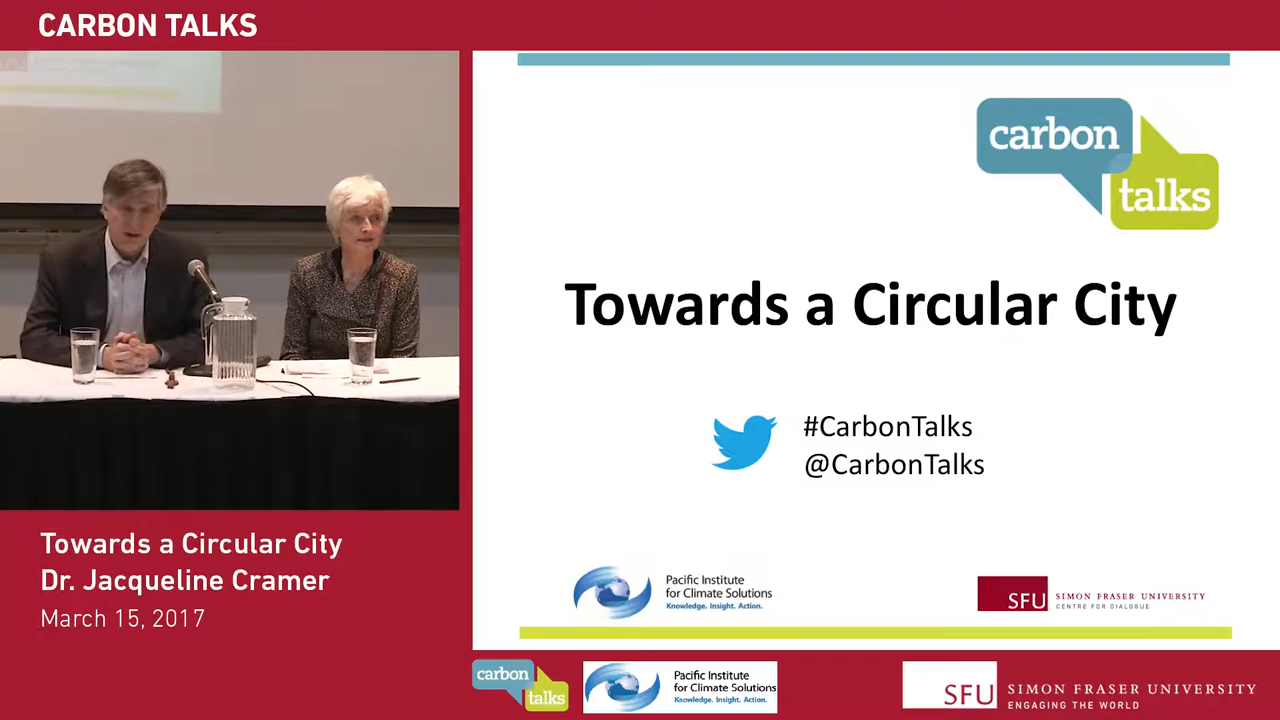 CARBON TALKS
carbon
talks
Towards a Circular City
#CarbonTalks
@CarbonTalks
Pacific Institute
for Climate Solutions
Knowledge. Insight. Action.
SFU
SIMON FRASER UNIVERSITY
CENTRE FOR DIALOGUE
Towards a Circular City
Dr. Jacqueline Cramer
March 15, 2017
carbon
talks
Pacific Institute
for Climate Solutions
Knowledge. Insight. Action.
SFU
SIMON FRASER UNIVERSITY
ENGAGING THE WORLD